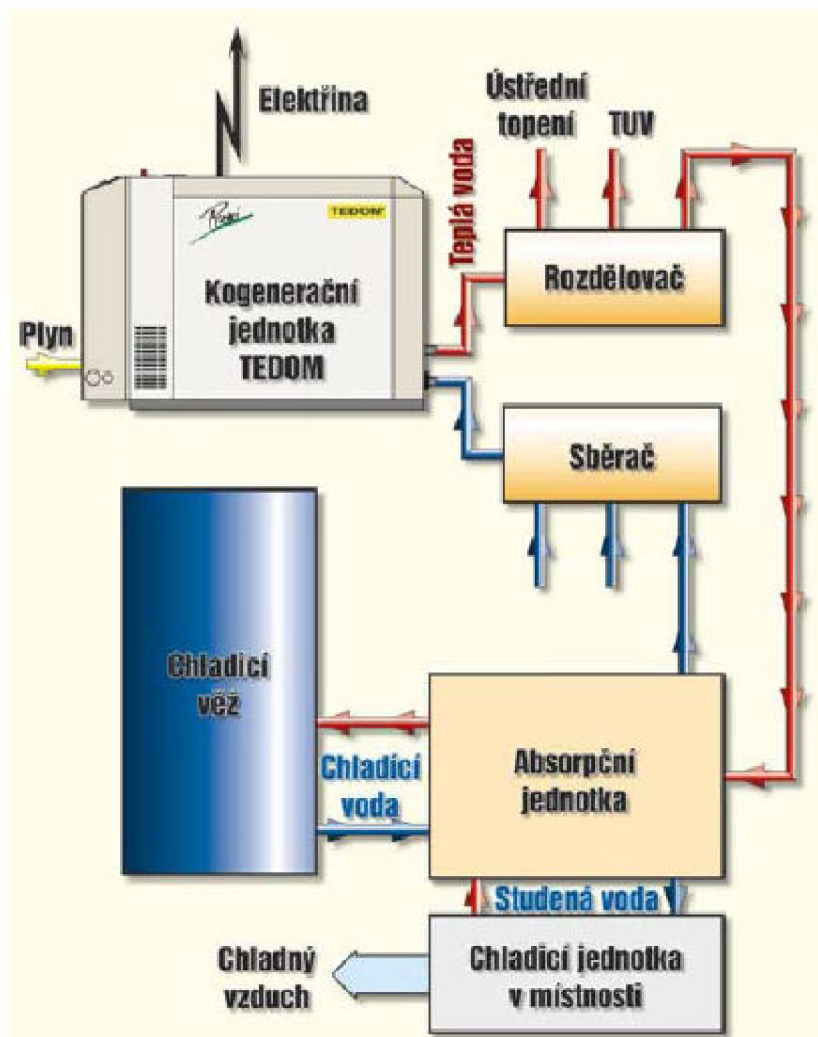 Elektřina
Ústřední
topení
TUV
Teplá voda
TEDOM
Kogenerační
jednotka
TEDOM
Rozdělovač
Plyn
Sběrač
Chladicí
věž
Chladicí
voda
Absorpční
jednotka
Studená voda
Chladný
vzduch
Chladicí jednotka
v místnosti